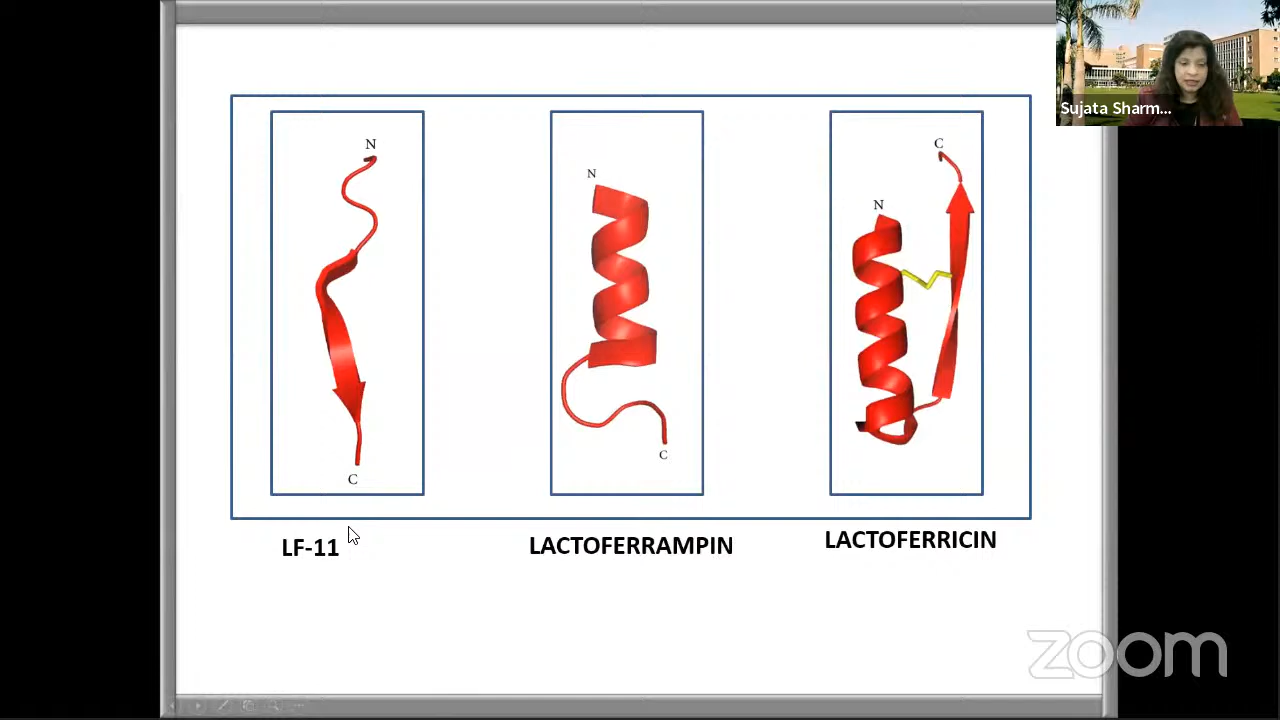 Sujata Sharm...
N
N
C
N
C
C
LF-11
LACTOFERRAMPIN
LACTOFERRICIN
zoom